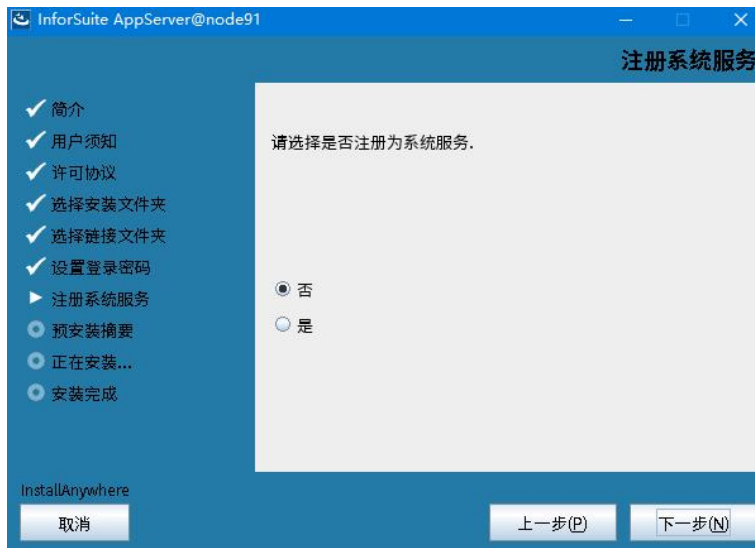 InforSuite AppServer@node91
注册系统服务
简介
用户须知
许可协议
选择安装文件夹
选择链接文件夹
设置登录密码
注册系统服务
预安装摘要
正在安装...
安装完成
请选择是否注册为系统服务.
否
是
InstallAnywhere
取消
上一步(P)
下一步(N)